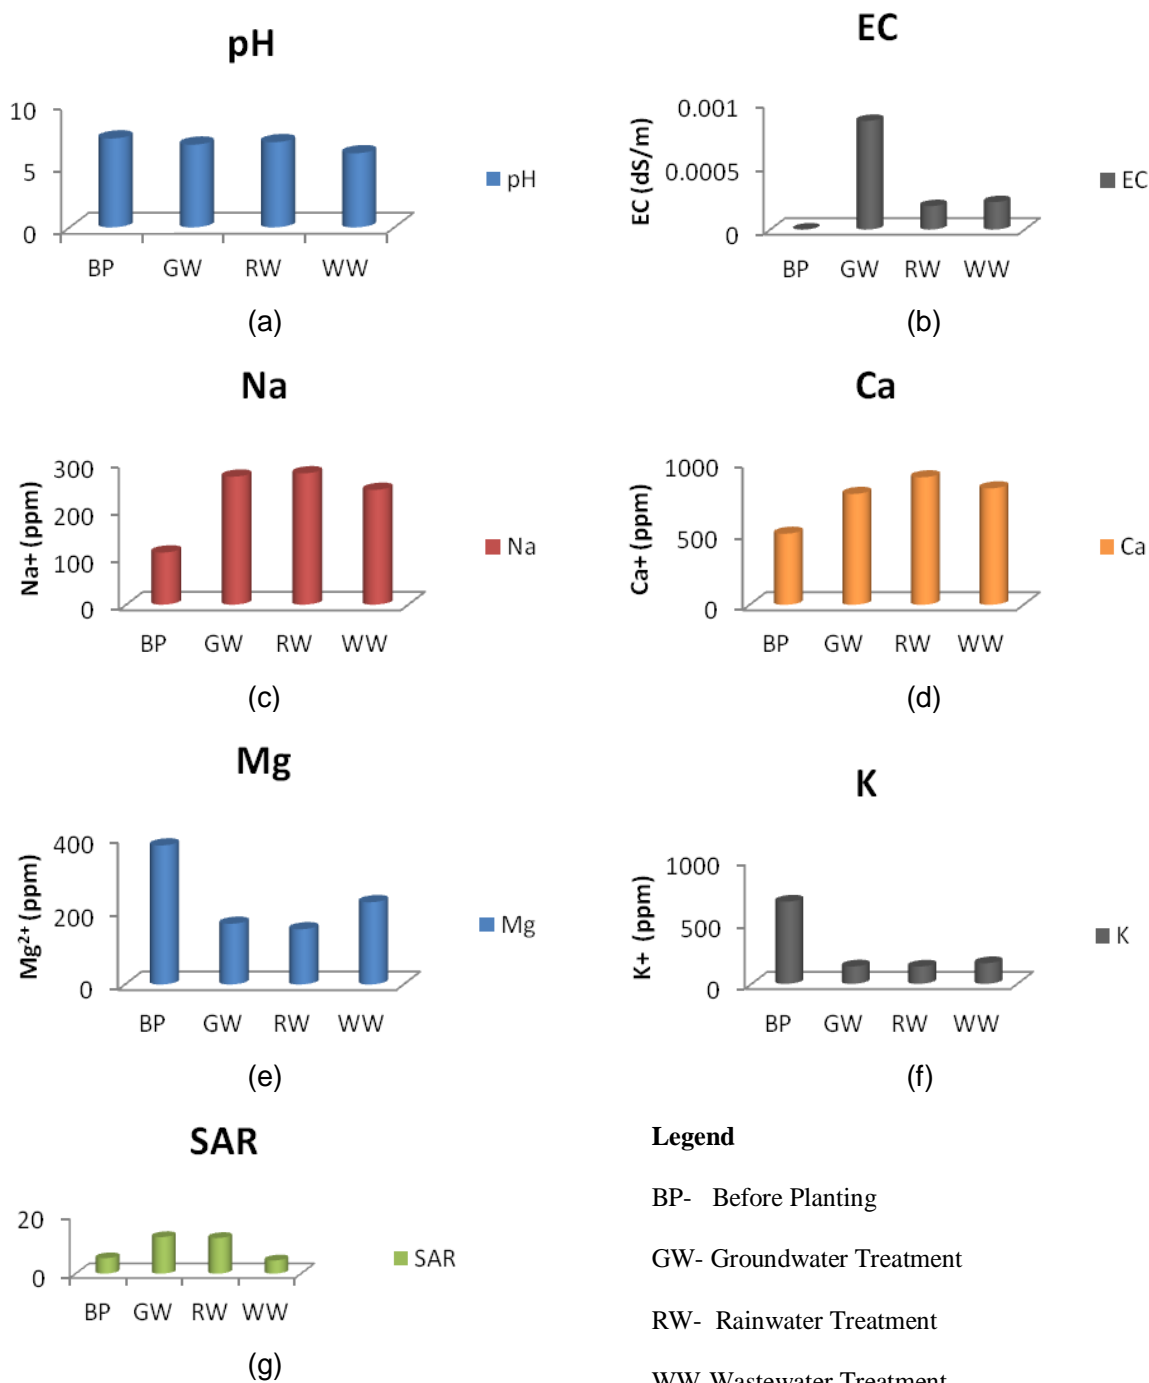 pH
10
5
0
BP GW RW WW
pH
(a)
EC
EC (dS/m)
0.001
0.0005
0
BP GW RW WW
EC
(b)
Na
Na+ (ppm)
300
200
100
0
BP GW RW WW
Na
(c)
Ca
Ca+ (ppm)
1000
500
0
BP GW RW WW
Ca
(d)
Mg
Mg2+ (ppm)
400
200
0
BP GW RW WW
Mg
(e)
K
K+ (ppm)
1000
500
0
BP GW RW WW
K
(f)
SAR
20
0
BP GW RW WW
SAR
(g)
Legend
BP- Before Planting
GW- Groundwater Treatment
RW- Rainwater Treatment
WW-Wastewater Treatment